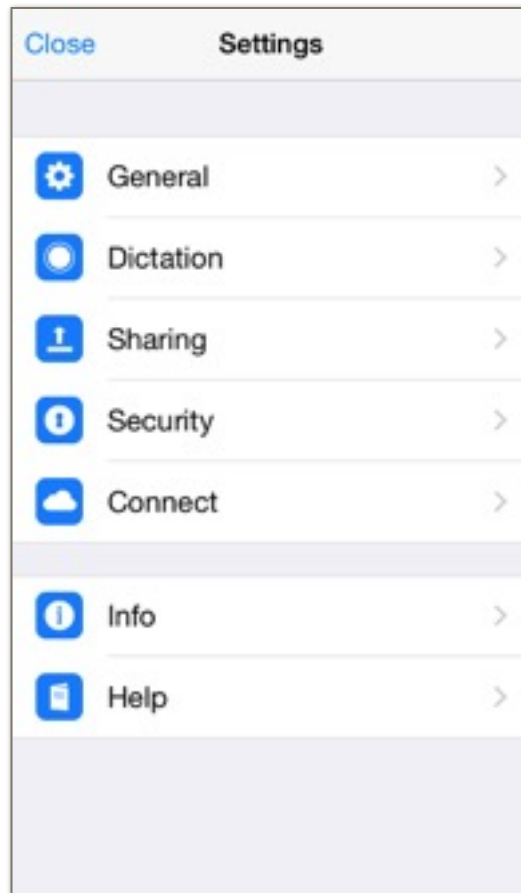 Close Settings
General
Dictation
Sharing
Security
Connect
Info
Help